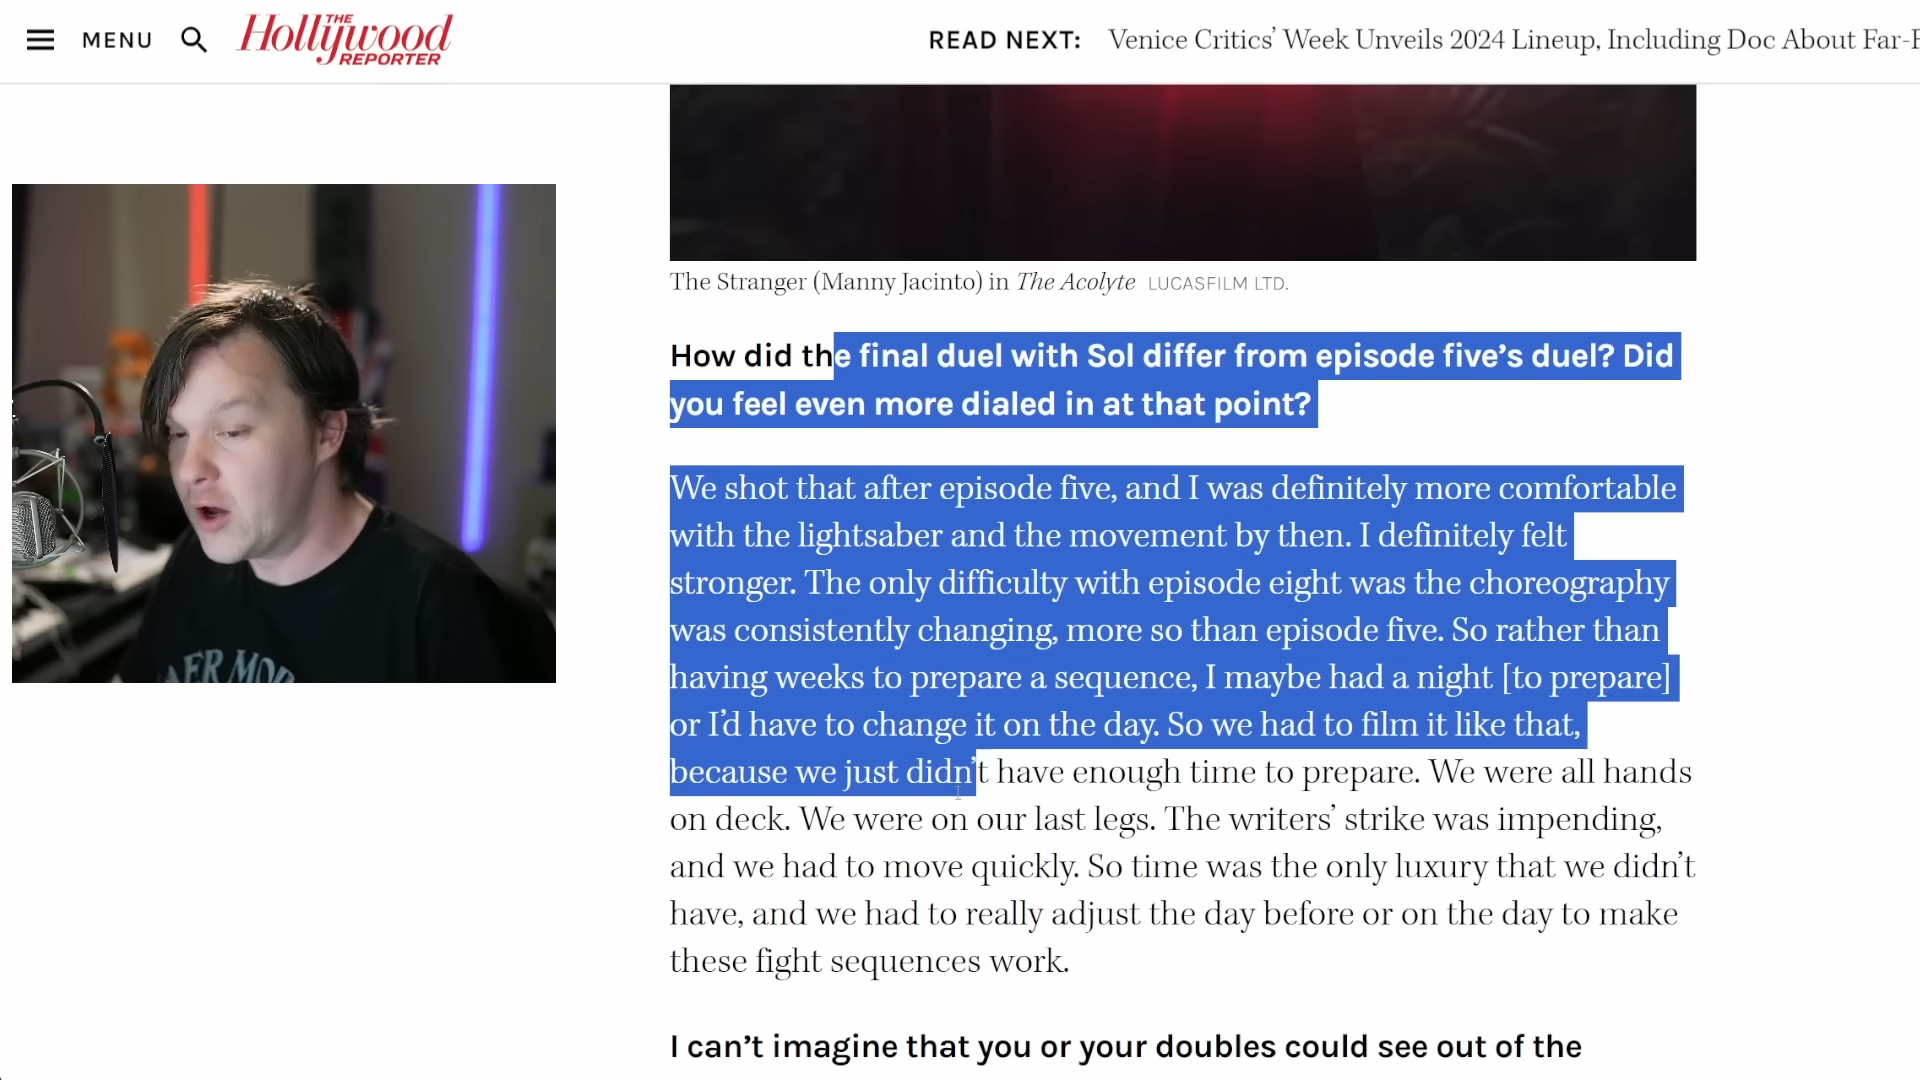 MENU
THE
Hollywood
REPORTER
READ NEXT: Venice Critics’ Week Unveils 2024 Lineup, Including Doc About Far-
The Stranger (Manny Jacinto) in The Acolyte LUCASFILM LTD.
How did the final duel with Sol differ from episode five’s duel? Did
you feel even more dialed in at that point?
We shot that after episode five, and I was definitely more comfortable
with the lightsaber and the movement by then. I definitely felt
stronger. The only difficulty with episode eight was the choreography
was consistently changing, more so than episode five. So rather than
having weeks to prepare a sequence, I maybe had a night [to prepare]
or I’d have to change it on the day. So we had to film it like that,
because we just didn’t have enough time to prepare. We were all hands
on deck. We were on our last legs. The writers’ strike was impending,
and we had to move quickly. So time was the only luxury that we didn’t
have, and we had to really adjust the day before or on the day to make
these fight sequences work.
I can’t imagine that you or your doubles could see out of the